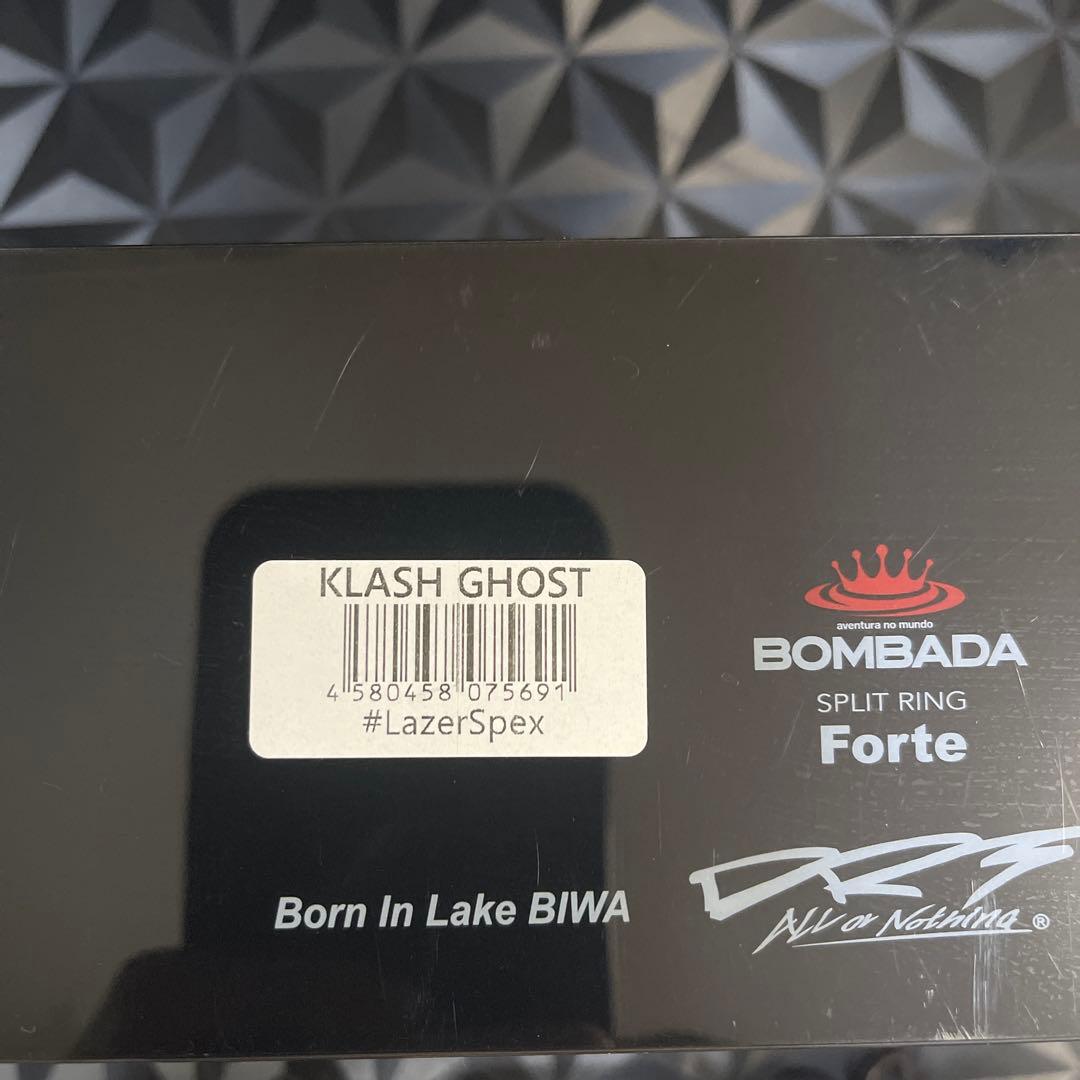 KLASH GHOST
4 580458 075691
#LazerSpex
Born In Lake BIWA
aventura no mundo
BOMBADA
SPLIT RING
Forte
DRT
ALL or Nothing ®